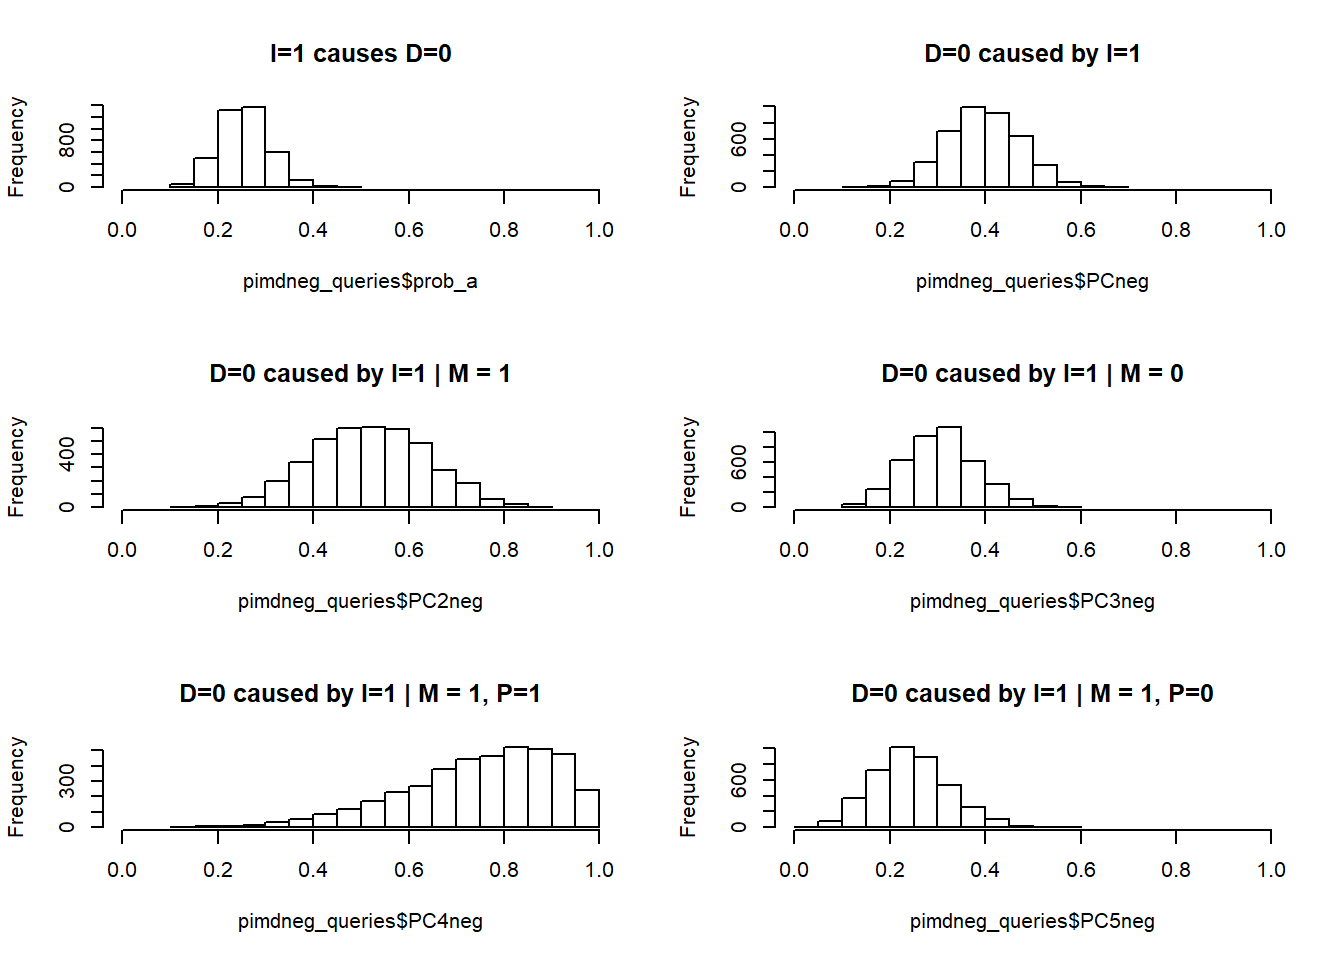 I=1 causes D=0
Frequency
0 800
0.0 0.2 0.4 0.6 0.8 1.0
pimdneg_queries$prob_a
D=0 caused by I=1
Frequency
0 600
0.0 0.2 0.4 0.6 0.8 1.0
pimdneg_queries$PCneg
D=0 caused by I=1 | M = 1
Frequency
0 400
0.0 0.2 0.4 0.6 0.8 1.0
pimdneg_queries$PC2neg
D=0 caused by I=1 | M = 0
Frequency
0 600
0.0 0.2 0.4 0.6 0.8 1.0
pimdneg_queries$PC3neg
D=0 caused by I=1 | M = 1, P=1
Frequency
0 300
0.0 0.2 0.4 0.6 0.8 1.0
pimdneg_queries$PC4neg
D=0 caused by I=1 | M = 1, P=0
Frequency
0 600
0.0 0.2 0.4 0.6 0.8 1.0
pimdneg_queries$PC5neg